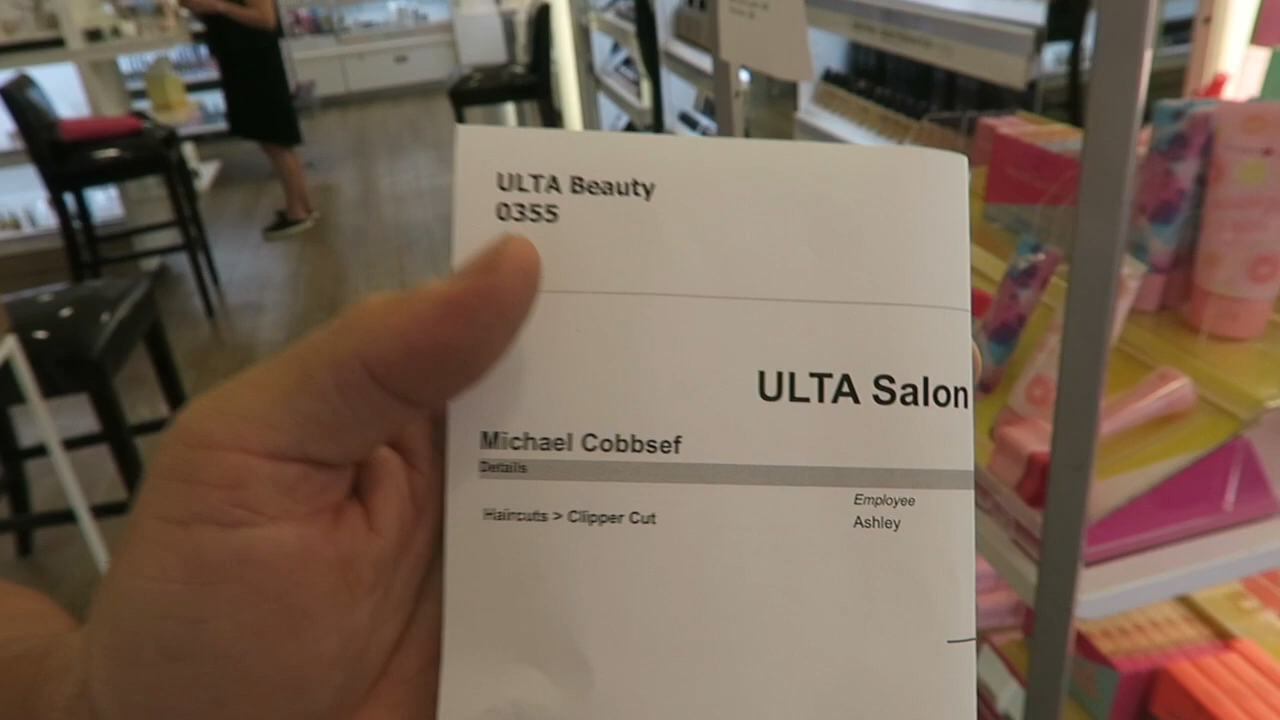 ULTA Beauty
0355
ULTA Salon
Michael Cobbsef
Details
Employee
Haircuts > Clipper Cut
Ashley